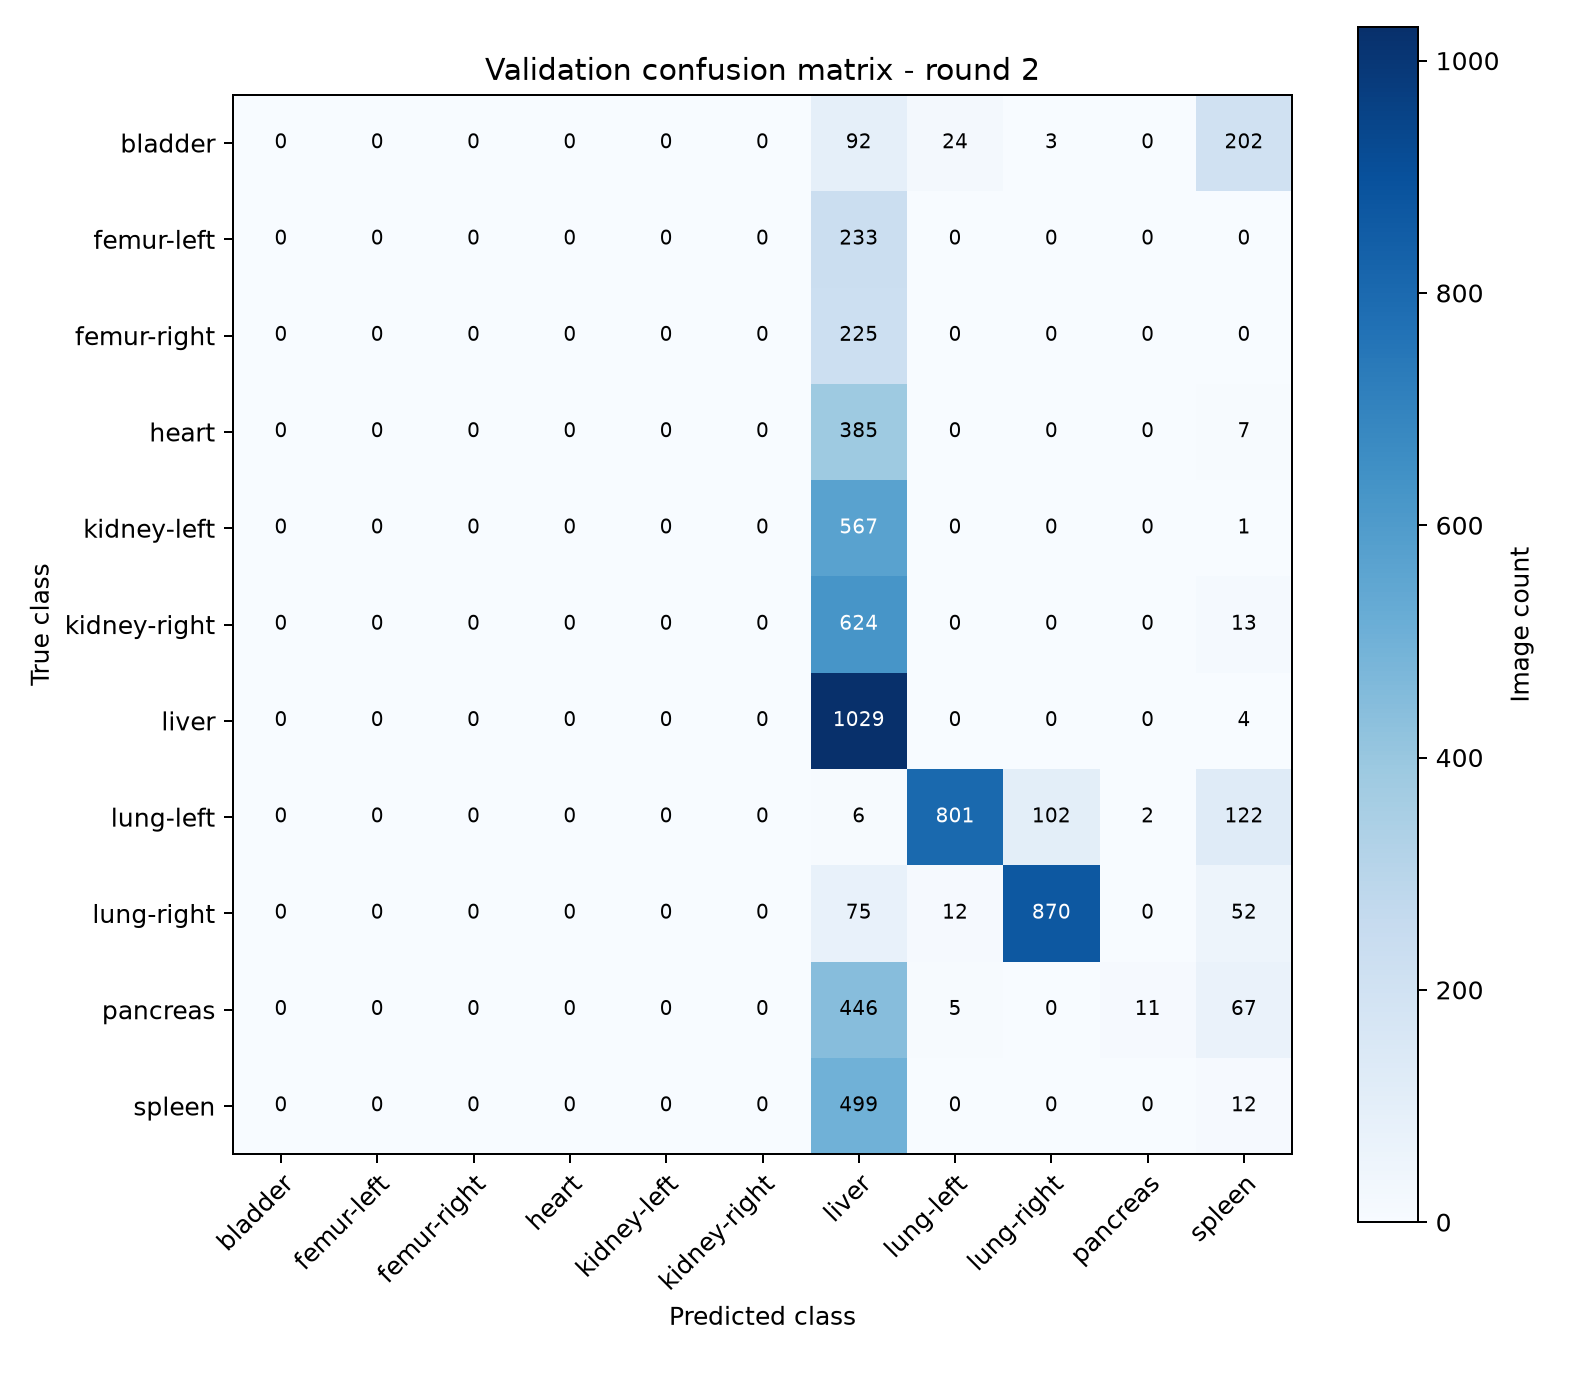 Validation confusion matrix - round 2
True class
bladder 0 0 0 0 0 0 92 24 3 0 202
femur-left 0 0 0 0 0 0 233 0 0 0 0
femur-right 0 0 0 0 0 0 225 0 0 0 0
heart 0 0 0 0 0 0 385 0 0 0 7
kidney-left 0 0 0 0 0 0 567 0 0 0 1
kidney-right 0 0 0 0 0 0 624 0 0 0 13
liver 0 0 0 0 0 0 1029 0 0 0 4
lung-left 0 0 0 0 0 0 6 801 102 2 122
lung-right 0 0 0 0 0 0 75 12 870 0 52
pancreas 0 0 0 0 0 0 446 5 0 11 67
spleen 0 0 0 0 0 0 499 0 0 0 12
bladder femur-left femur-right heart kidney-left kidney-right liver lung-left lung-right pancreas spleen
Predicted class
1000
800
600
400
200
0
Image count